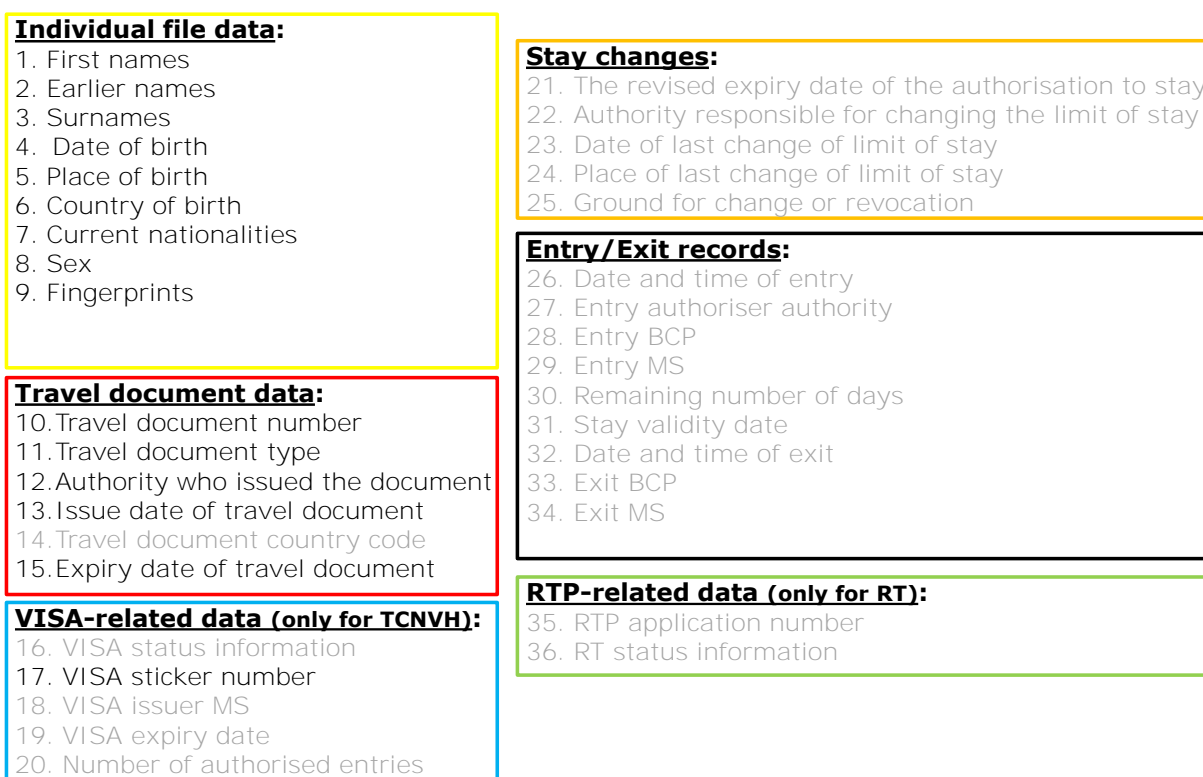 Individual file data:
1. First names
2. Earlier names
3. Surnames
4. Date of birth
5. Place of birth
6. Country of birth
7. Current nationalities
8. Sex
9. Fingerprints
Travel document data:
10.Travel document number
11.Travel document type
12.Authority who issued the document
13.Issue date of travel document
14.Travel document country code
15.Expiry date of travel document
VISA-related data (only for TCNVH):
16. VISA status information
17. VISA sticker number
18. VISA issuer MS
19. VISA expiry date
20. Number of authorised entries
Stay changes:
21. The revised expiry date of the authorisation to stay
22. Authority responsible for changing the limit of stay
23. Date of last change of limit of stay
24. Place of last change of limit of stay
25. Ground for change or revocation
Entry/Exit records:
26. Date and time of entry
27. Entry authoriser authority
28. Entry BCP
29. Entry MS
30. Remaining number of days
31. Stay validity date
32. Date and time of exit
33. Exit BCP
34. Exit MS
RTP-related data (only for RT):
35. RTP application number
36. RT status information